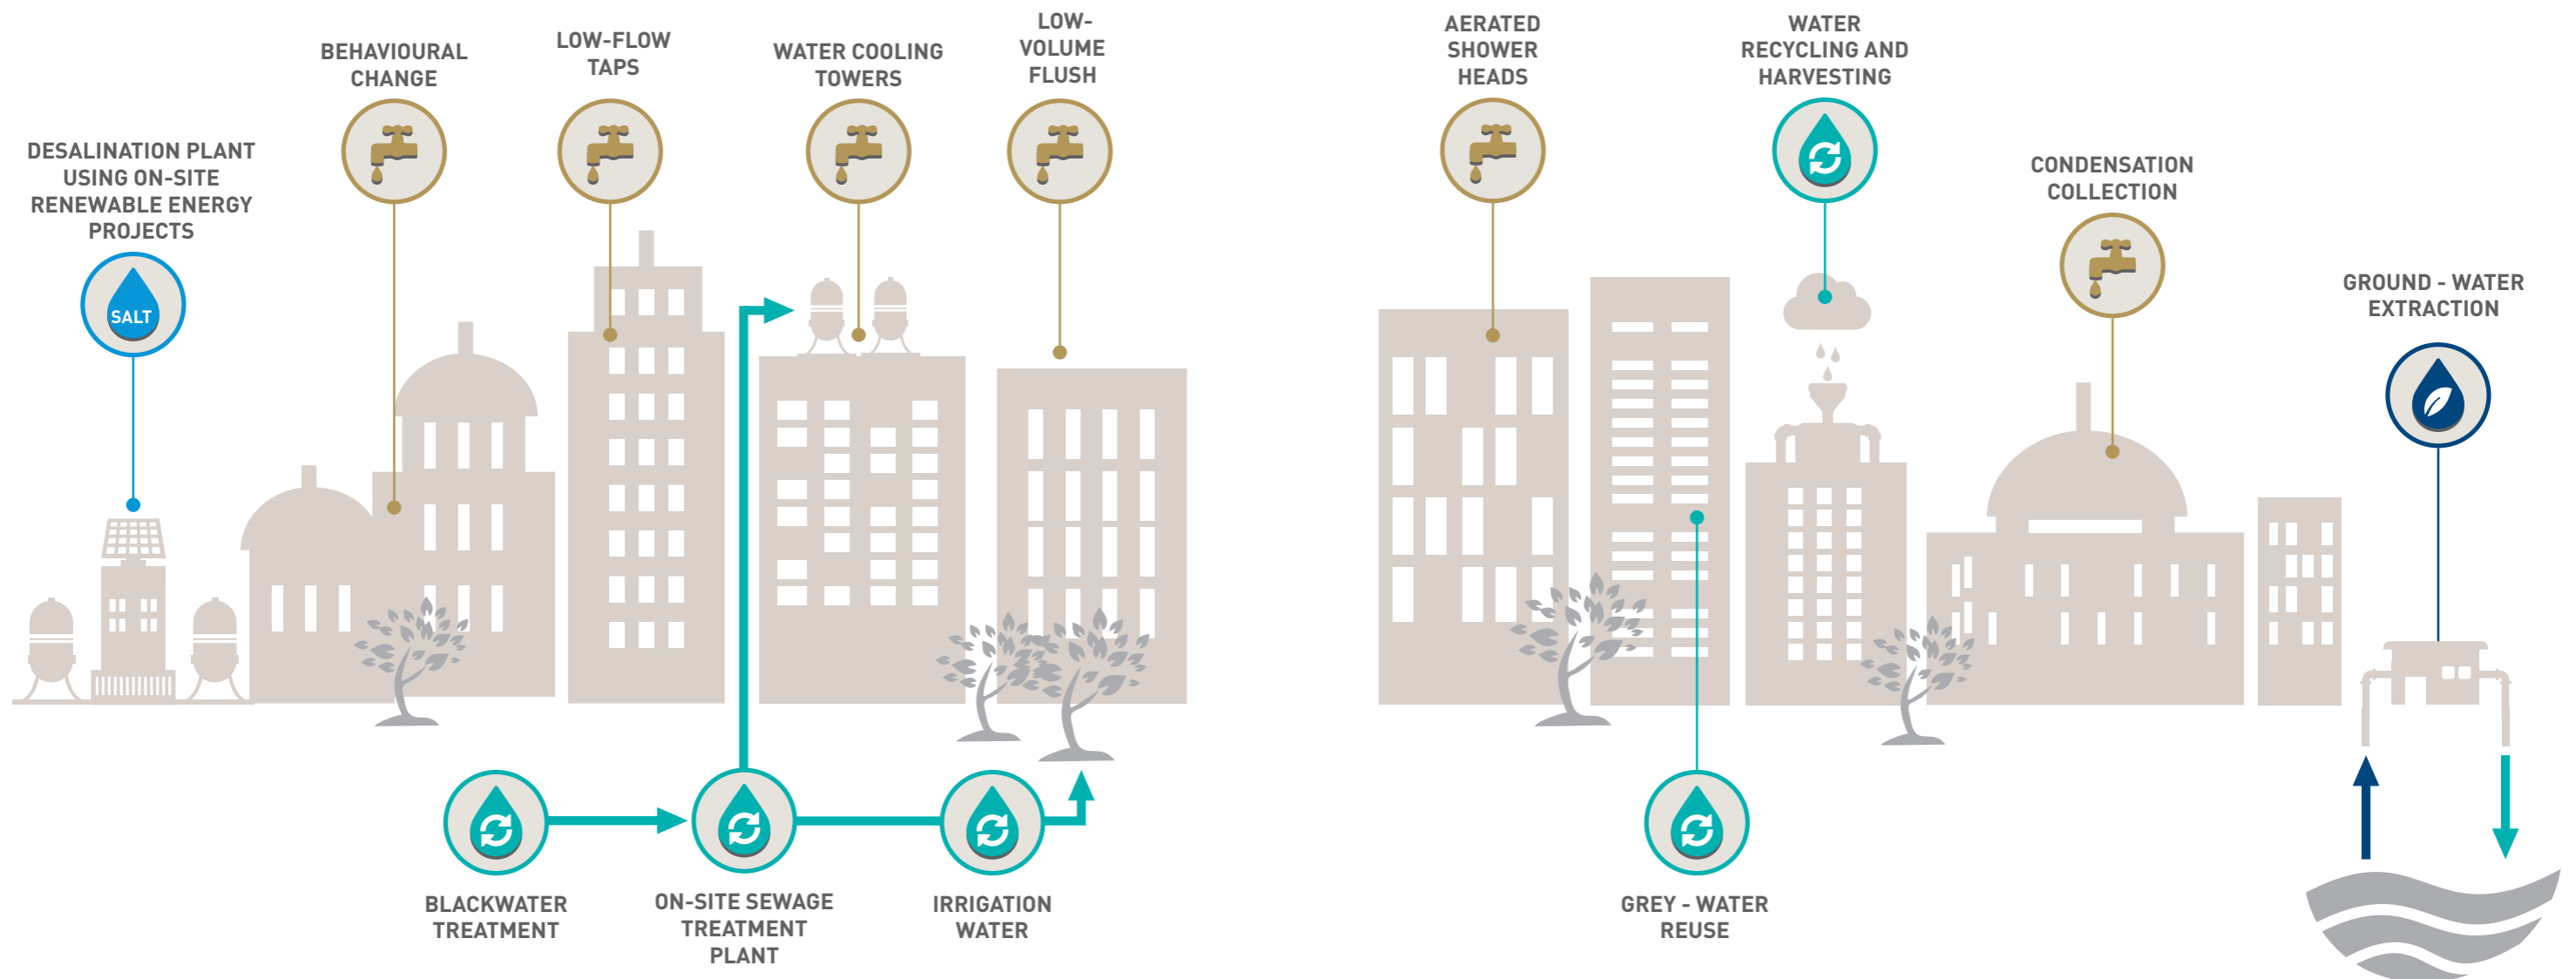 DESALINATION PLANT
USING ON-SITE
RENEWABLE ENERGY
PROJECTS
SALT
BEHAVIOURAL
CHANGE
LOW-FLOW
TAPS
WATER COOLING
TOWERS
LOW-
VOLUME
FLUSH
AERATED
SHOWER
HEADS
WATER
RECYCLING AND
HARVESTING
CONDENSATION
COLLECTION
GROUND - WATER
EXTRACTION
BLACKWATER
TREATMENT
ON-SITE SEWAGE
TREATMENT
PLANT
IRRIGATION
WATER
GREY - WATER
REUSE